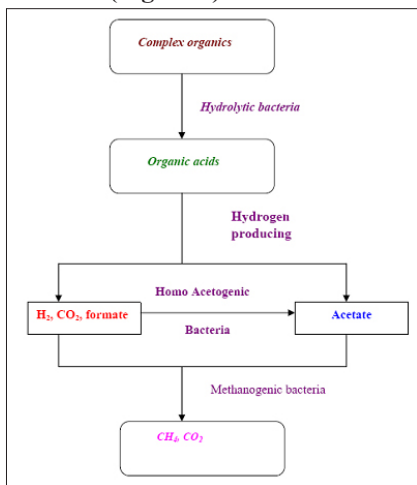 Complex organics
Hydrolytic bacteria
Organic acids
Hydrogen
producing
Homo Acetogenic
H₂, CO₂, formate
Acetate
Bacteria
Methanogenic bacteria
CH₄, CO₂